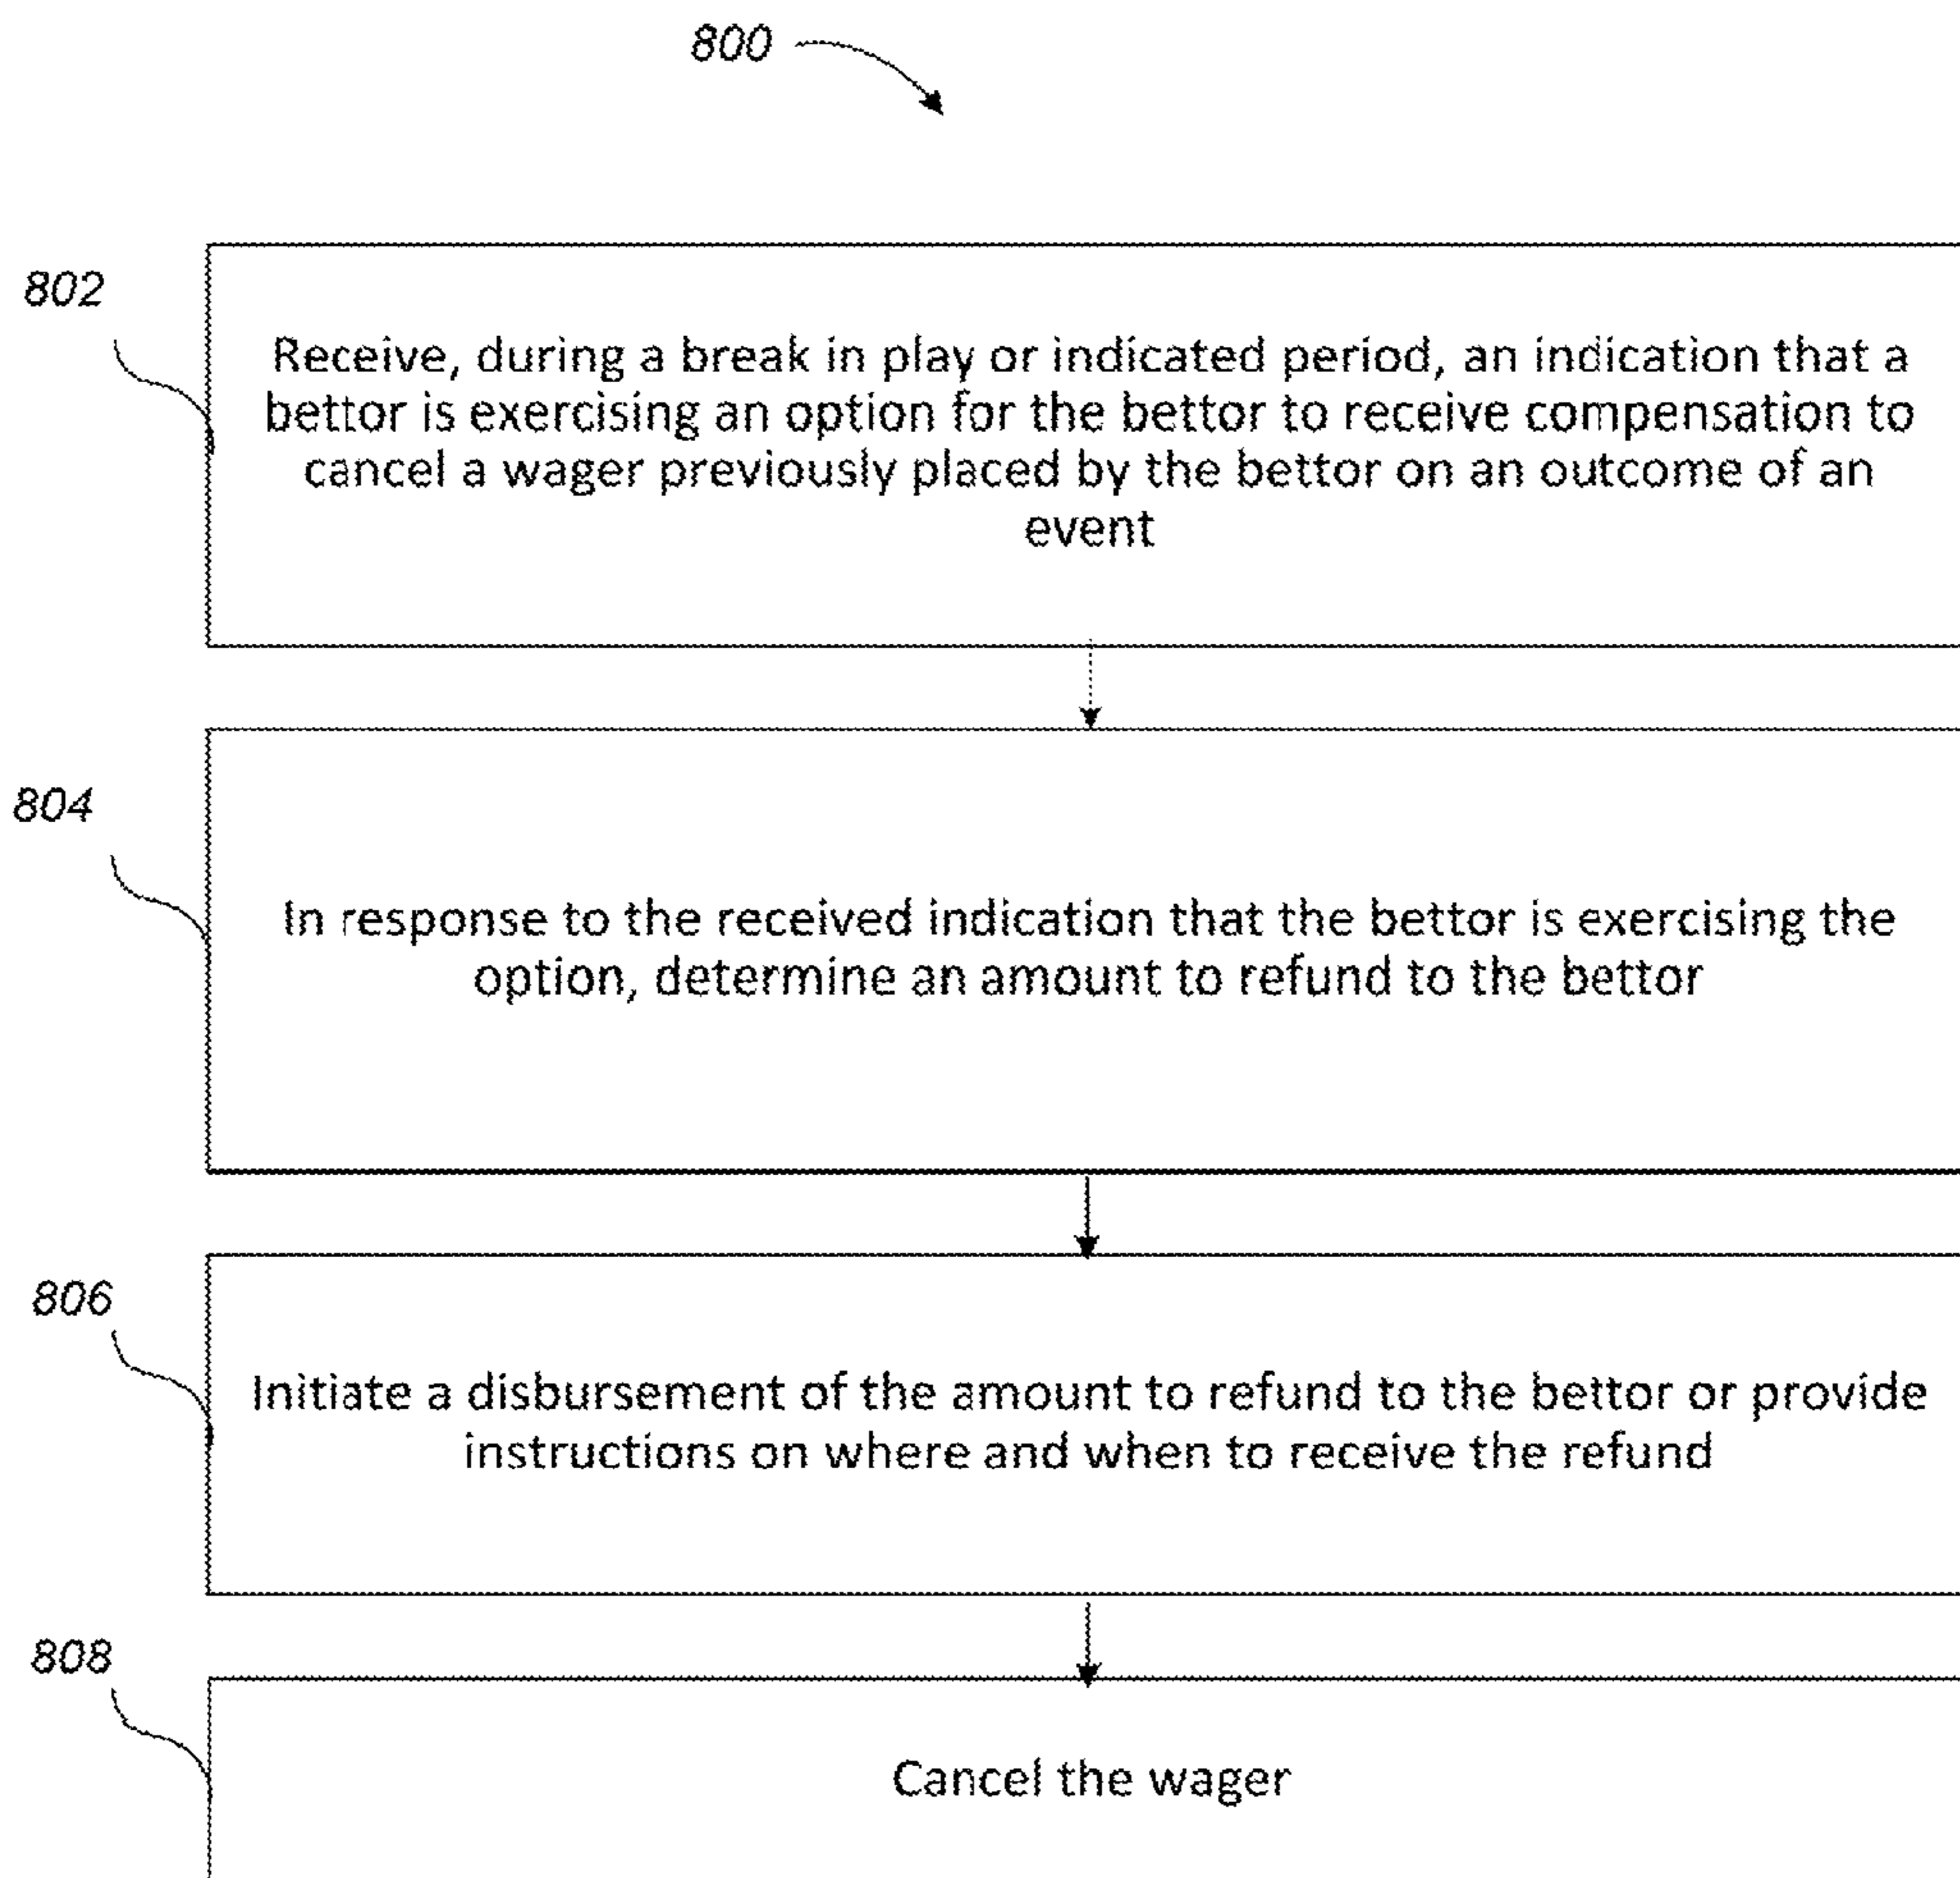 800
802
Receive, during a break in play or indicated period, an indication that a
bettor is exercising an option for the bettor to receive compensation to
cancel a wager previously placed by the bettor on an outcome of an
event
804
In response to the received indication that the bettor is exercising the
option, determine an amount to refund to the bettor
806
Initiate a disbursement of the amount to refund to the bettor or provide
instructions on where and when to receive the refund
808
Cancel the wager